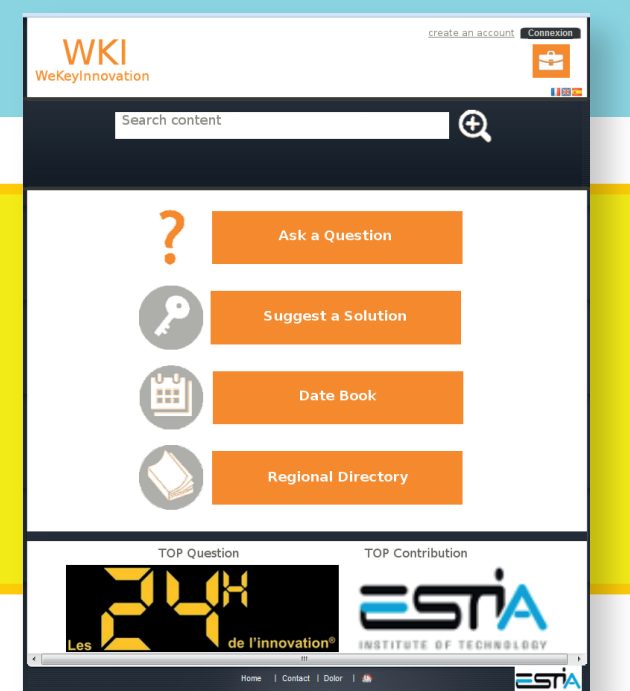 create an account Connexion
WKI
WeKeyInnovation
Search content
Ask a Question
Suggest a Solution
Date Book
Regional Directory
TOP Question TOP Contribution
24H
Les de l'innovation®
ESTIA
INSTITUTE OF TECHNOLOGY
Home | Contact | Dolor |
ESTIA